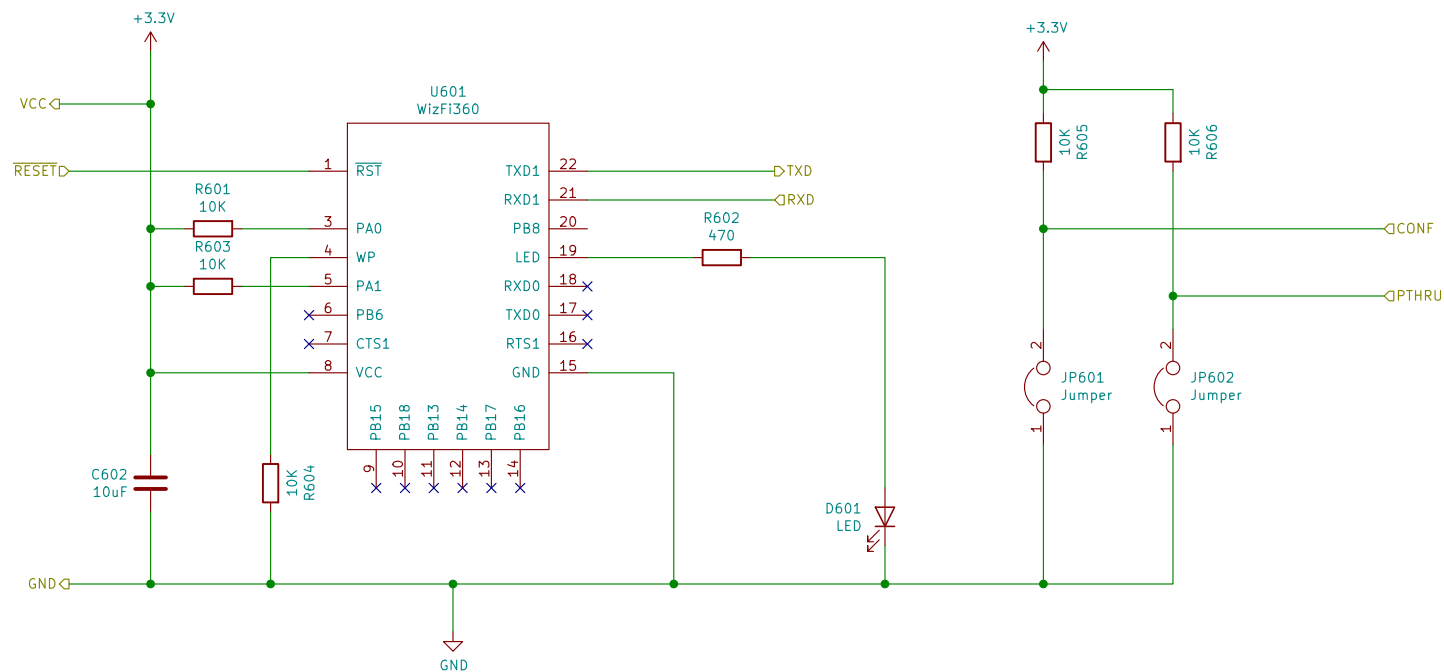 +3.3V
+3.3V
VCC
U601
WizFi360
RESET
1
RST
TXD1
22
TXD
RXD1
21
RXD
R601
10K
3
PA0
PB8
20
R602
470
R603
10K
4
WP
LED
19
5
PA1
RXD0
18
6
PB6
TXD0
17
7
CTS1
RTS1
16
8
VCC
GND
15
PB15
PB18
PB13
PB14
PB17
PB16
9
10
11
12
13
14
C602
10uF
10K
R604
D601
LED
GND
GND
10K
R605
10K
R606
CONF
PTHRU
2
JP601
Jumper
1
2
JP602
Jumper
1